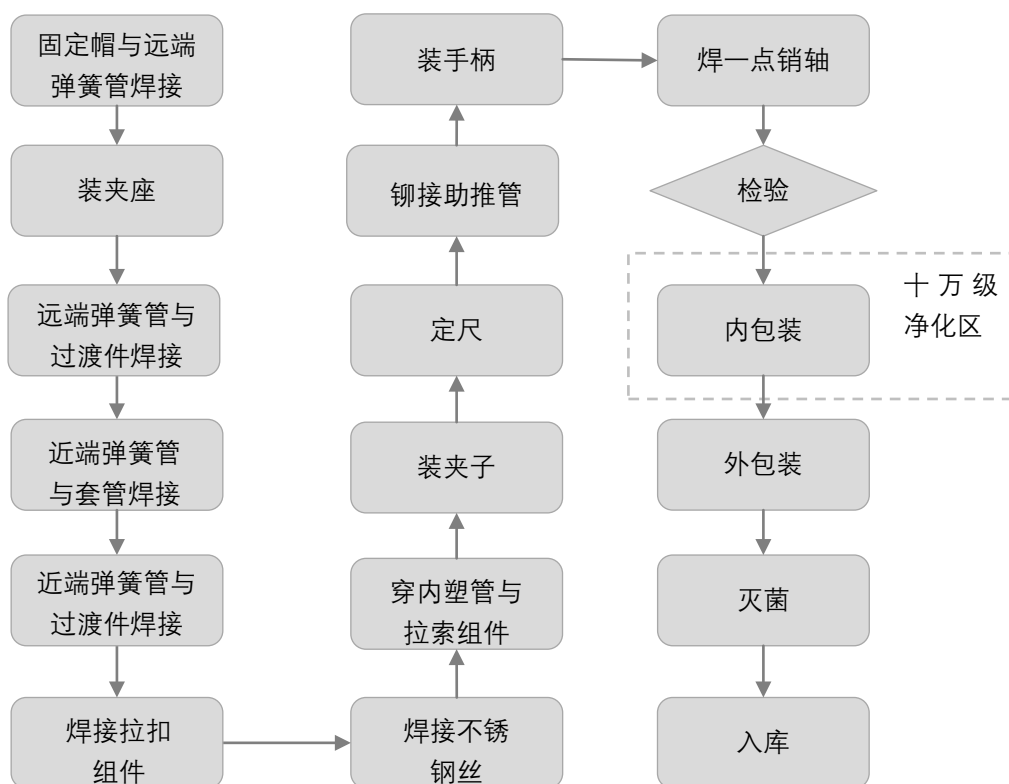 固定帽与远端
弹簧管焊接
装夹座
远端弹簧管与
过渡件焊接
近端弹簧管
与套管焊接
近端弹簧管与
过渡件焊接
焊接拉扣
组件
焊接不锈
钢丝
穿内塑管与
拉索组件
装夹子
定尺
铆接助推管
装手柄
焊一点销轴
检验
十万级
净化区
内包装
外包装
灭菌
入库